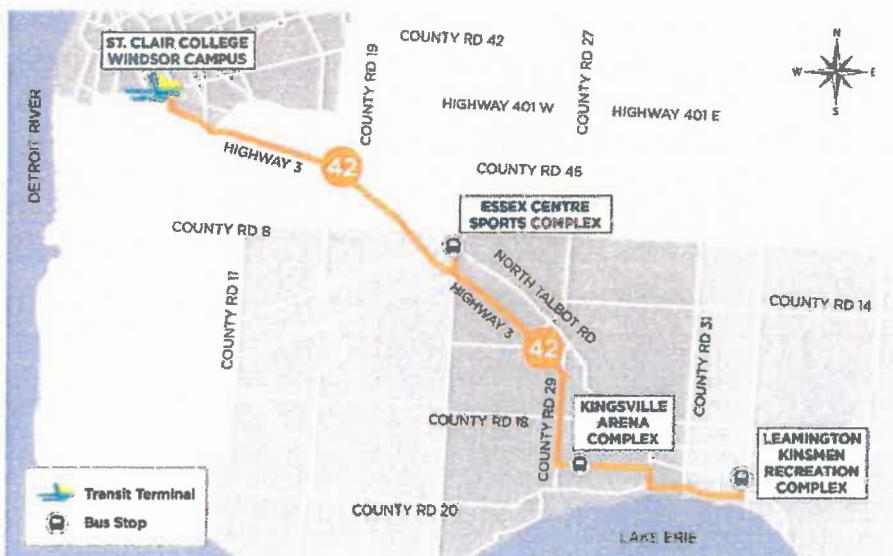 ST. CLAIR COLLEGE
WINDSOR CAMPUS
COUNTY RD 19
COUNTY RD 42
COUNTY RD 27
N
W
E
S
DETROIT RIVER
HIGHWAY 401 W
HIGHWAY 401 E
HIGHWAY 3
42
COUNTY RD 46
ESSEX CENTRE
SPORTS COMPLEX
COUNTY RD 8
COUNTY RD 17
NORTH TALBOT RD
HIGHWAY 3
42
COUNTY RD 14
COUNTY RD 31
COUNTY RD 29
COUNTY RD 18
KINGSVILLE
ARENA
COMPLEX
LEAMINGTON
KINSMEN
RECREATION
COMPLEX
Transit Terminal
Bus Stop
COUNTY RD 20
LAKE ERIE